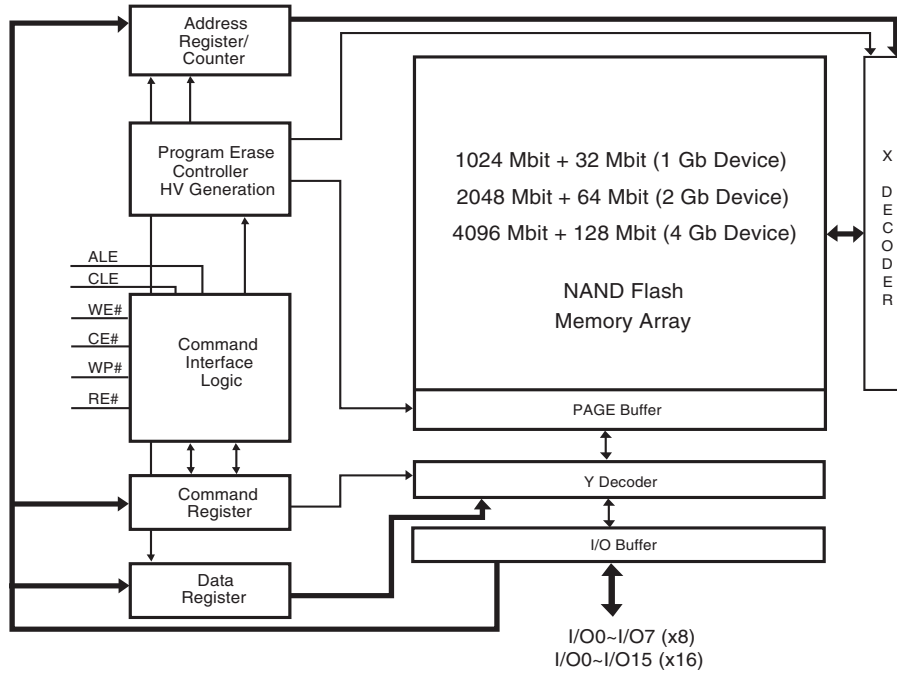 Address
Register/
Counter
Program Erase
Controller
HV Generation
ALE
CLE
WE#
CE#
WP#
RE#
Command
Interface
Logic
Command
Register
Data
Register
1024 Mbit + 32 Mbit (1 Gb Device)
2048 Mbit + 64 Mbit (2 Gb Device)
4096 Mbit + 128 Mbit (4 Gb Device)
NAND Flash
Memory Array
PAGE Buffer
Y Decoder
I/O Buffer
I/O0~I/O7 (x8)
I/O0~I/O15 (x16)
X
DECODER